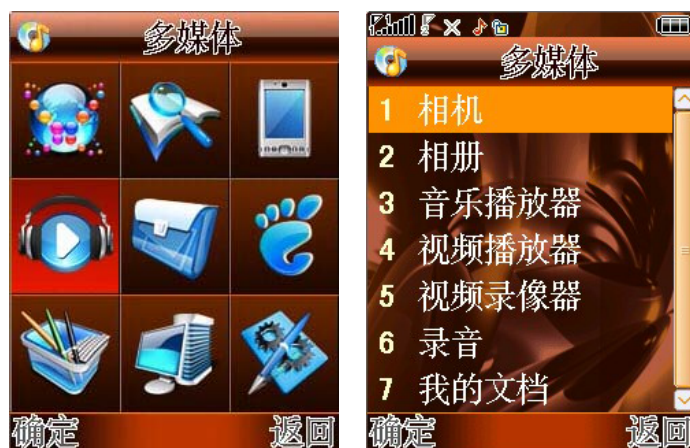 多媒体
确定 返回
多媒体
1 相机
2 相册
3 音乐播放器
4 视频播放器
5 视频录像器
6 录音
7 我的文档
确定 返回